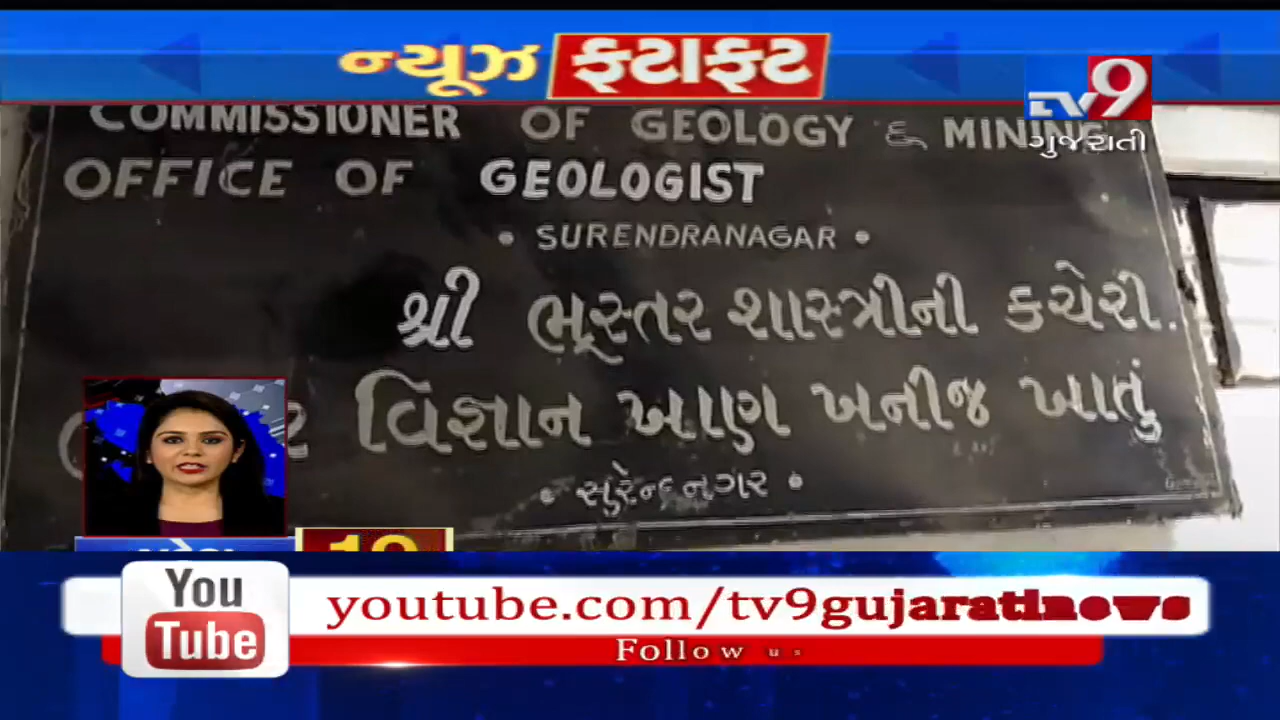 ન્યૂઝ ફટાફટ
TV9
ગુજરાતી
COMMISSIONER OF GEOLOGY & MINING
OFFICE OF GEOLOGIST
• SURENDRANAGAR •
શ્રી ભૂસ્તર શાસ્ત્રીની કચેરી.
વિજ્ઞાન ખાણ ખનીજ ખાતું
• સુરેન્દ્રનગર •
You
Tube
youtube.com/tv9gujaratinews
Follow us